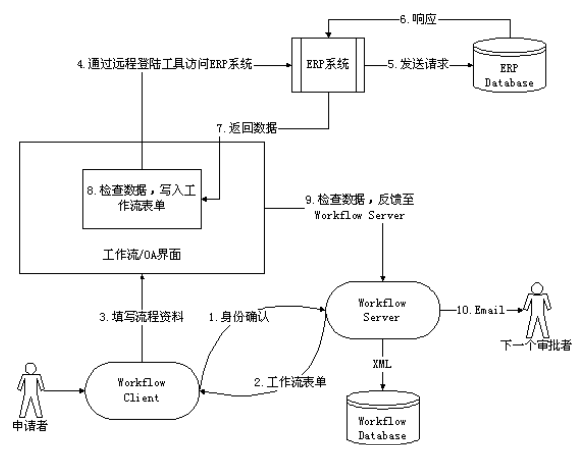 6.响应
4.通过远程登陆工具访问ERP系统
ERP系统
5.发送请求
ERP
Database
7.返回数据
8.检查数据，写入工
作流表单
9.检查数据，反馈至
Workflow Server
工作流/OA界面
3.填写流程资料
1.身份确认
Workflow
Server
10.Email
下一个审批者
2.工作流表单
XML
Workflow
Client
申请者
Workflow
Database